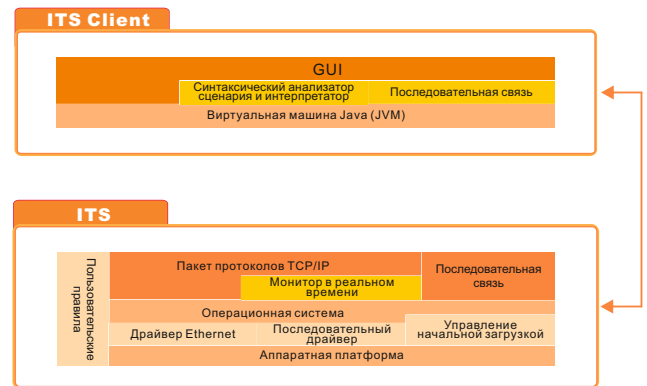 ITS Client
GUI
Синтаксический анализатор
сценария и интерпретатор
Последовательная связь
Виртуальная машина Java (JVM)
ITS
Пользовательские
правила
Пакет протоколов TCP/IP
Монитор в реальном
времени
Последовательная
связь
Операционная система
Драйвер Ethernet
Последовательный
драйвер
Управление
начальной загрузкой
Аппаратная платформа